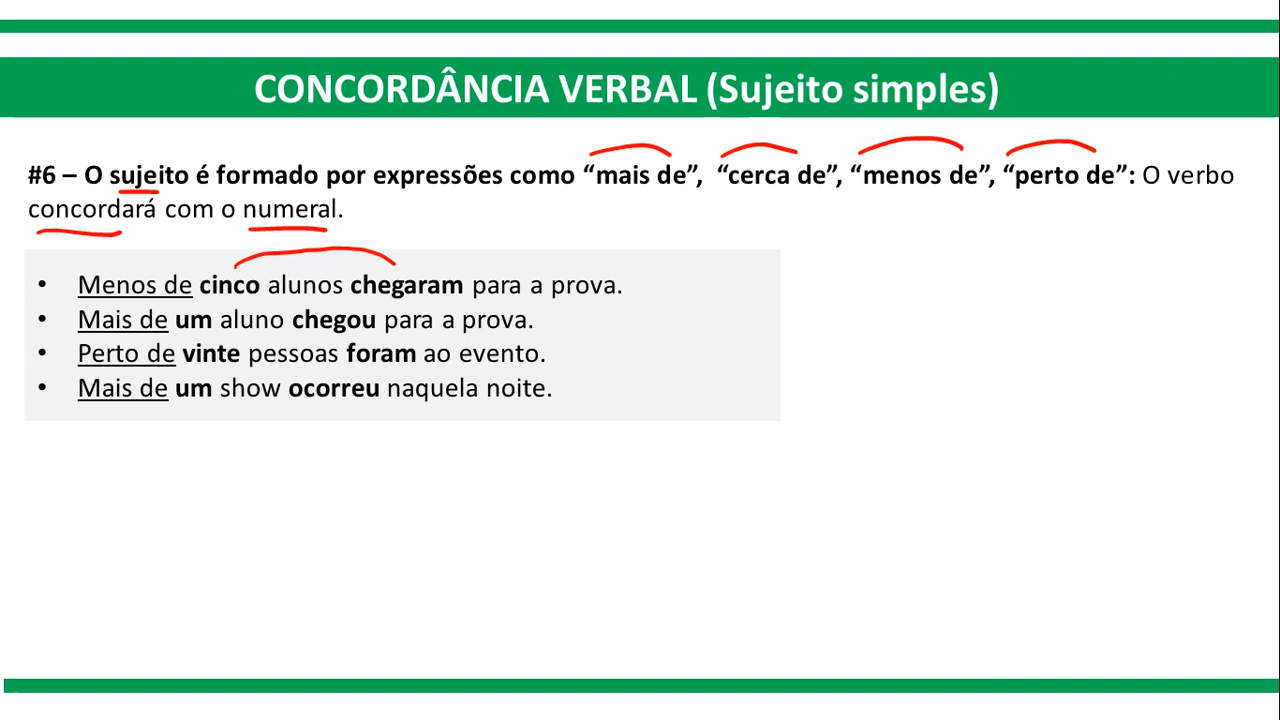 CONCORDÂNCIA VERBAL (Sujeito simples)
#6 – O sujeito é formado por expressões como “mais de”, “cerca de”, “menos de”, “perto de”: O verbo
concordará com o numeral.
• Menos de cinco alunos chegaram para a prova.
• Mais de um aluno chegou para a prova.
• Perto de vinte pessoas foram ao evento.
• Mais de um show ocorreu naquela noite.